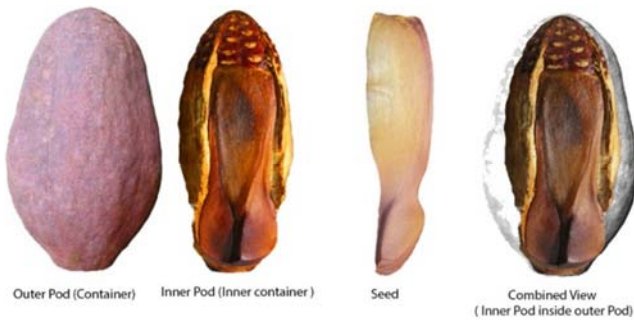 Outer Pod (Container)
Inner Pod (Inner container )
Seed
Combined View
( Inner Pod inside outer Pod)